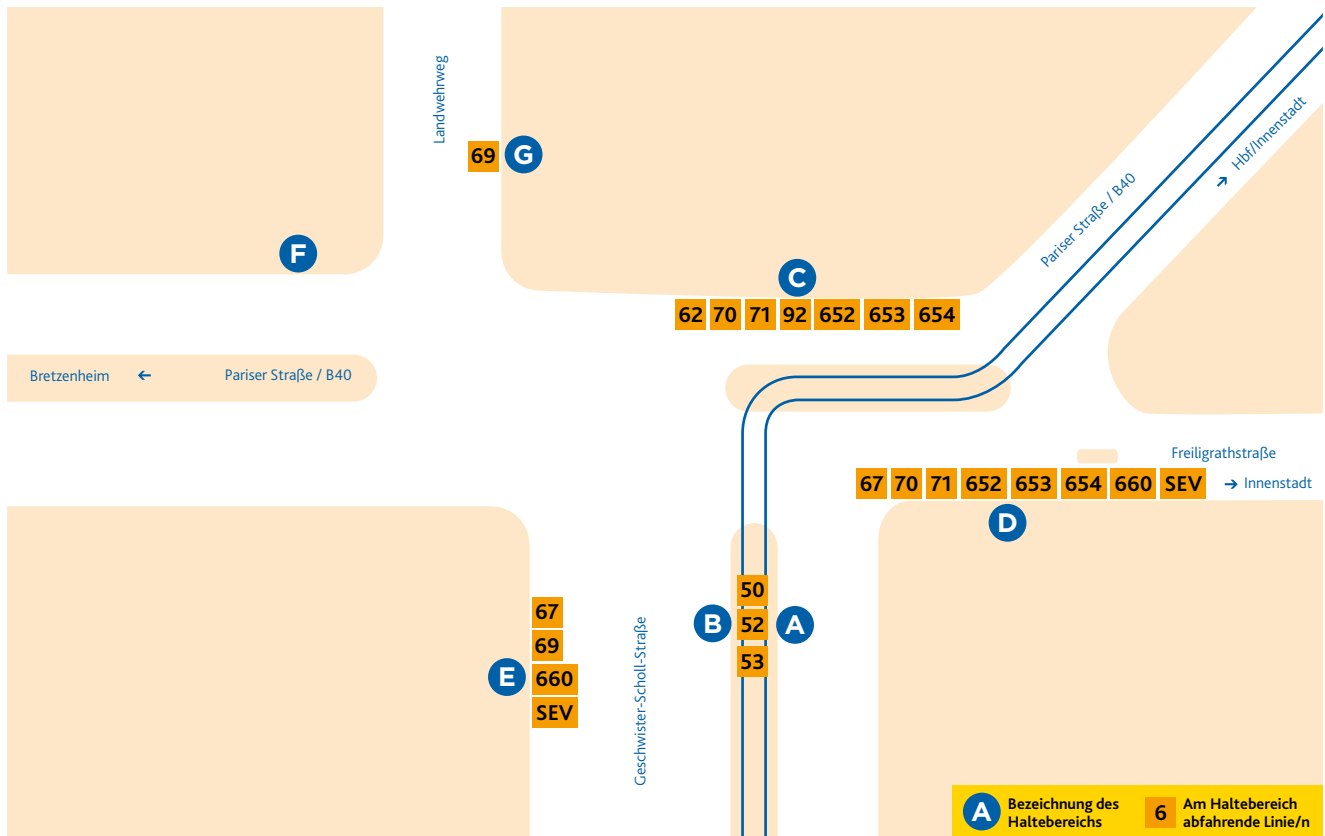 Landwehrweg
69 G
F
C
62 70 71 92 652 653 654
Pariser Straße / B40
→ Hbf/Innenstadt
Bretzenheim ← Pariser Straße / B40
Freiligrathstraße
67 70 71 652 653 654 660 SEV → Innenstadt
D
50
B 52 A
53
67
69
E 660
SEV
Geschwister-Scholl-Straße
A Bezeichnung des
Haltebereichs
6 Am Haltebereich
abfahrende Linie/n